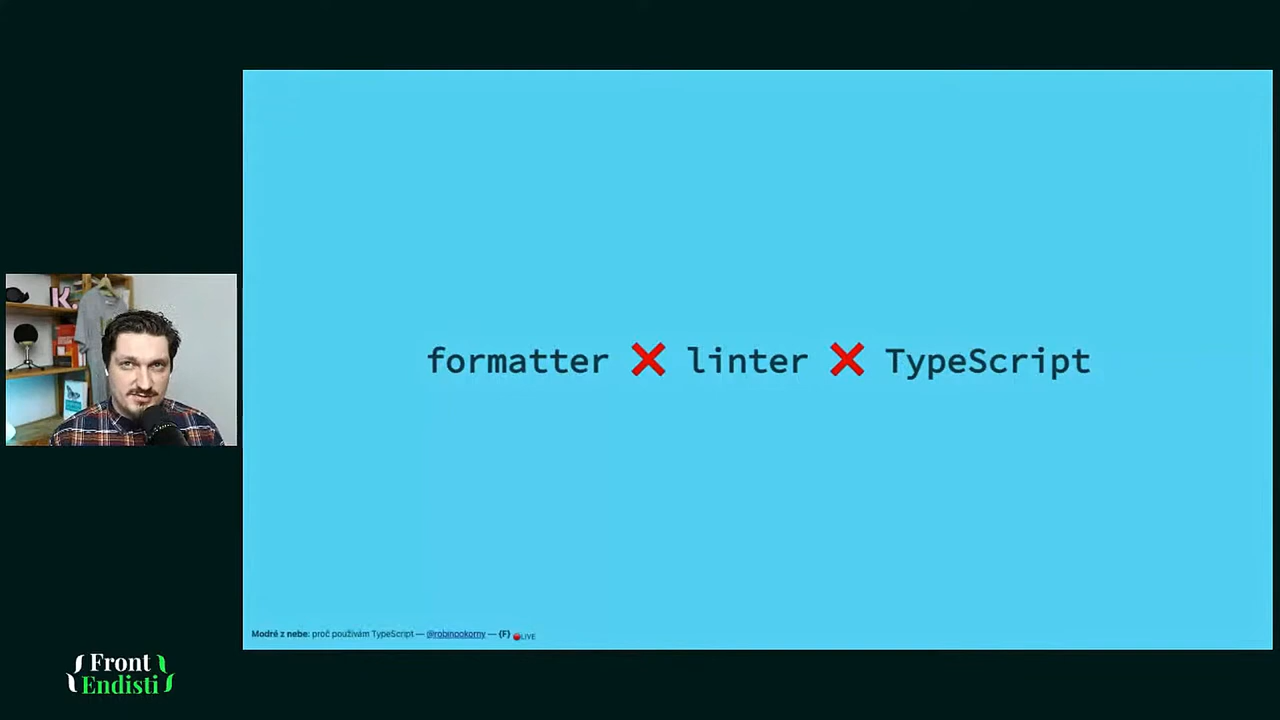 formatter ❌ linter ❌ TypeScript
K.
Modré z nebe: proč používám TypeScript — @robinpokorny — {F} 🔴LIVE
{Front
Endisti}